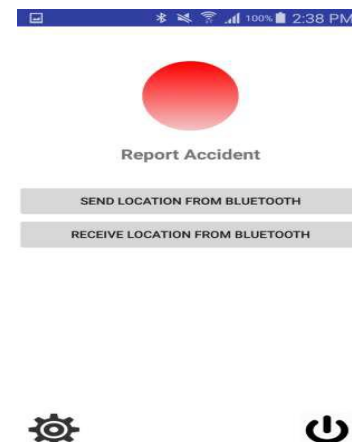 100% 2:38 PM
Report Accident
SEND LOCATION FROM BLUETOOTH
RECEIVE LOCATION FROM BLUETOOTH